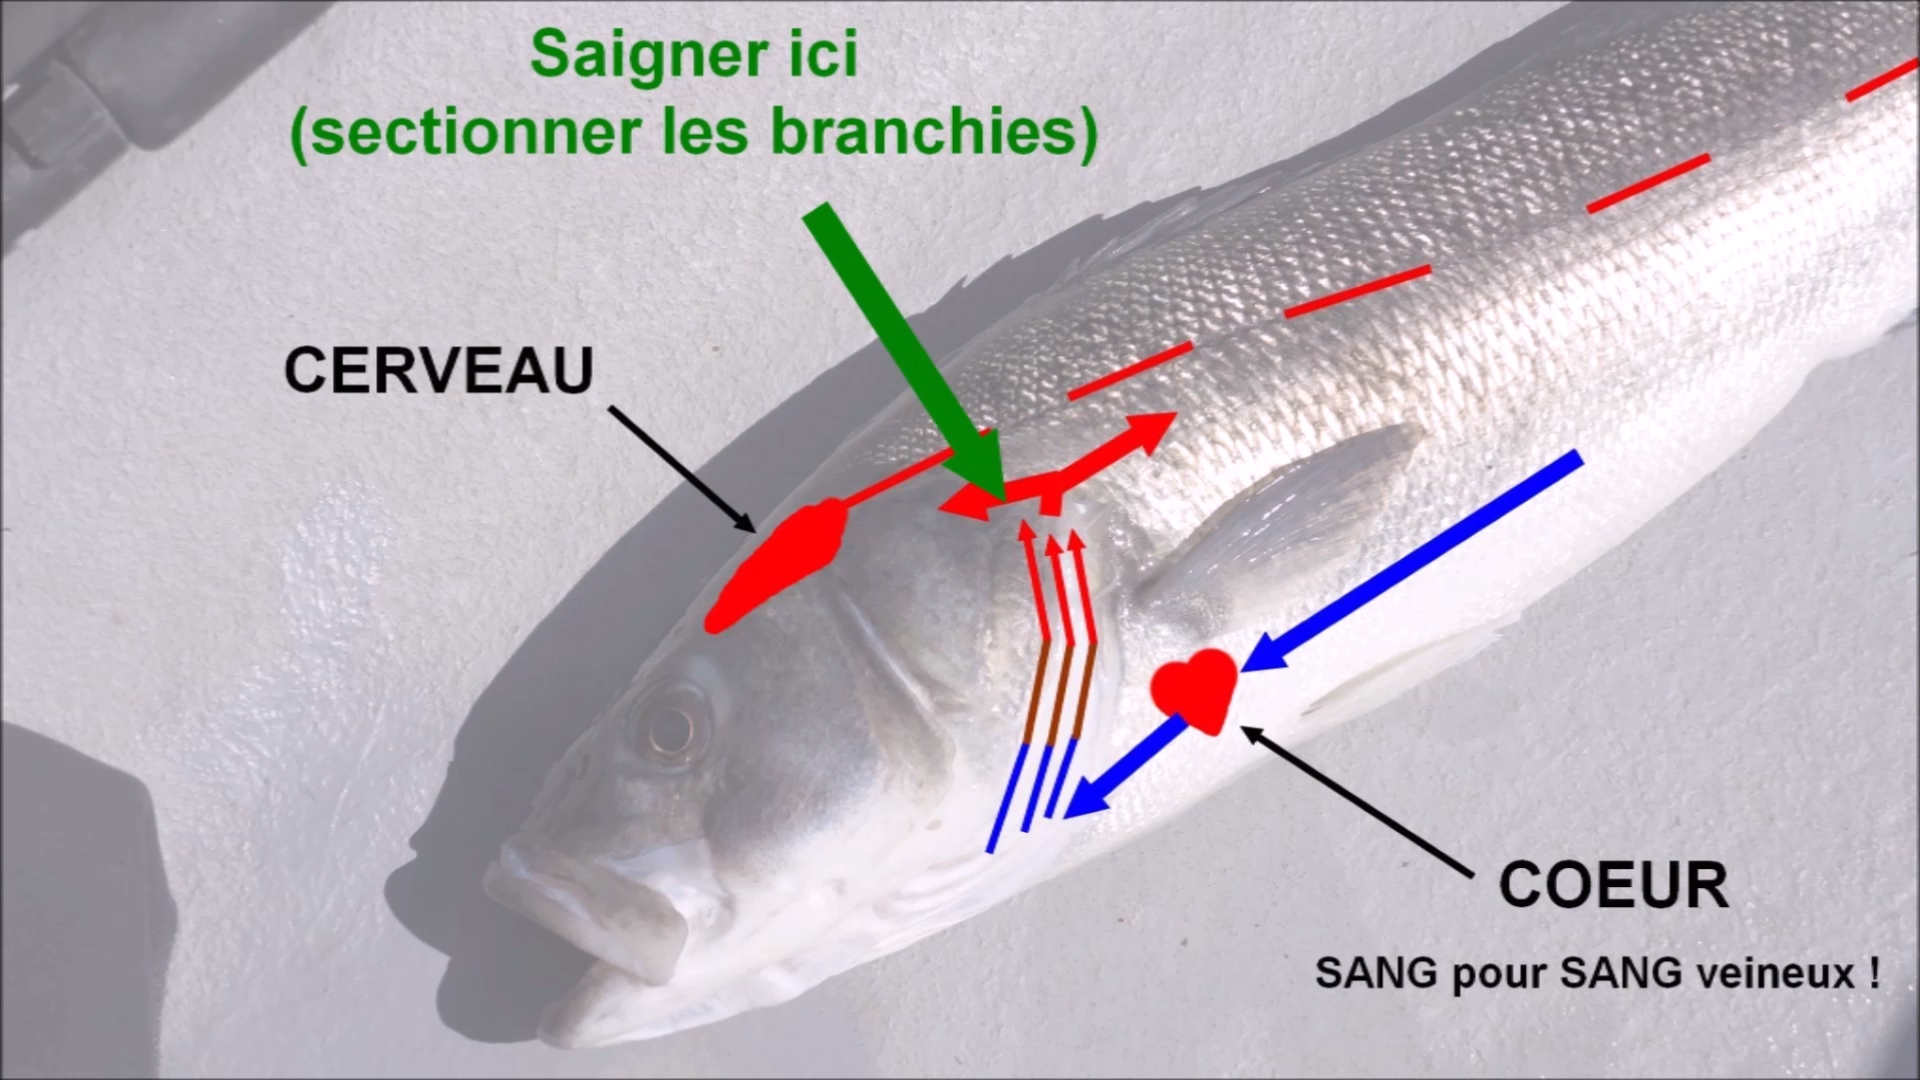 Saigner ici
(sectionner les branchies)
CERVEAU
COEUR
SANG pour SANG veineux !